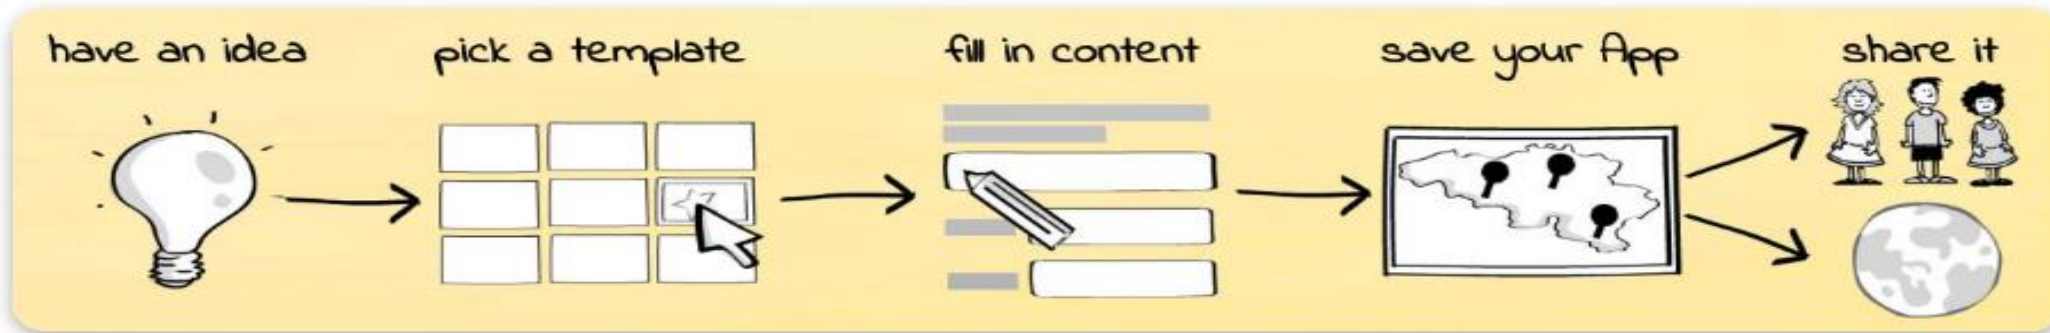 have an idea
pick a template
fill in content
save your App
share it